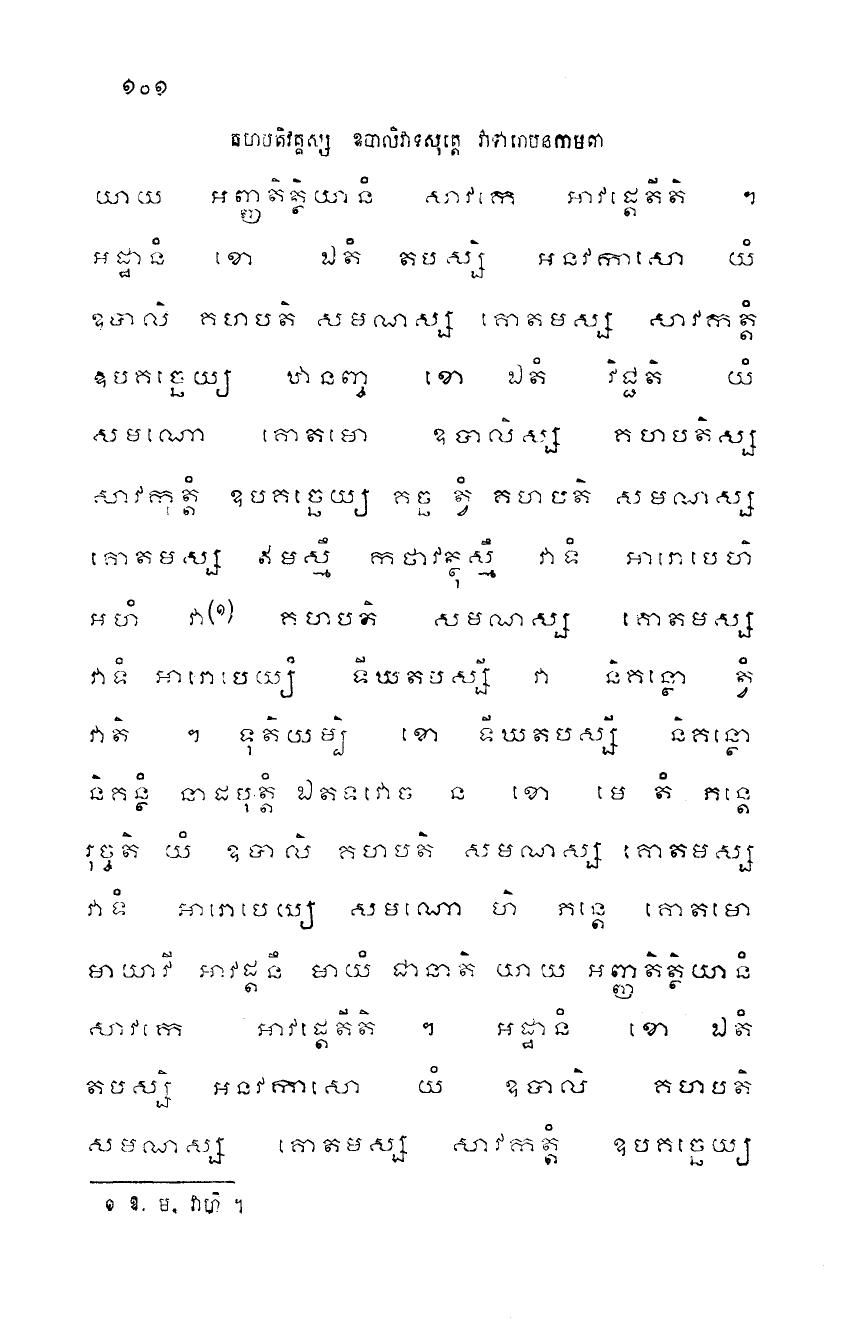 ១០១
គហបតិវគ្គស្ស ឧបាលិវាទសុត្តេ វាទារោបនកាមតា
យាយ អញ្ញតិត្ថិយានំ សាវកេ អាវដ្តេតីតិ ។
អដ្ឋានំ ខោ ឯតំ តបស្សិ អនវកាសោ យំ
ឧបាលិ គហបតិ សមណស្ស គោតមស្ស សាវកត្តំ
ឧបគច្ឆេយ្យ ឋានញ្ច ខោ ឯតំ វិជ្ជតិ យំ
សមណោ គោតមោ ឧបាលិស្ស គហបតិស្ស
សាវកត្តំ ឧបគច្ឆេយ្យ គច្ឆ ត្វំ គហបតិ សមណស្ស
គោតមស្ស ឥមស្មឹ កថាវត្ថុស្មឹ វាទំ អារោបេហិ
អហំ វា(១) គហបតិ សមណស្ស គោតមស្ស
វាទំ អារោបេយ្យំ ទីឃតបស្សី វា និគន្ថោ ត្វំ
វាតិ ។ ទុតិយម្បិ ខោ ទីឃតបស្សី និគន្ថោ
និគន្ថំ នាដបុត្តំ ឯតទវោច ន ខោ មេ តំ ភន្តេ
រុច្ចតិ យំ ឧបាលិ គហបតិ សមណស្ស គោតមស្ស
វាទំ អារោបេយ្យ សមណោ ហិ ភន្តេ គោតមោ
មាយាវី អាវដ្តនឹ មាយំ ជានាតិ យាយ អញ្ញតិត្ថិយានំ
សាវកេ អាវដ្តេតីតិ ។ អដ្ឋានំ ខោ ឯតំ
តបស្សិ អនវកាសោ យំ ឧបាលិ គហបតិ
សមណស្ស គោតមស្ស សាវកត្តំ ឧបគច្ឆេយ្យ
១ ឱ. ម. វាហិ ។